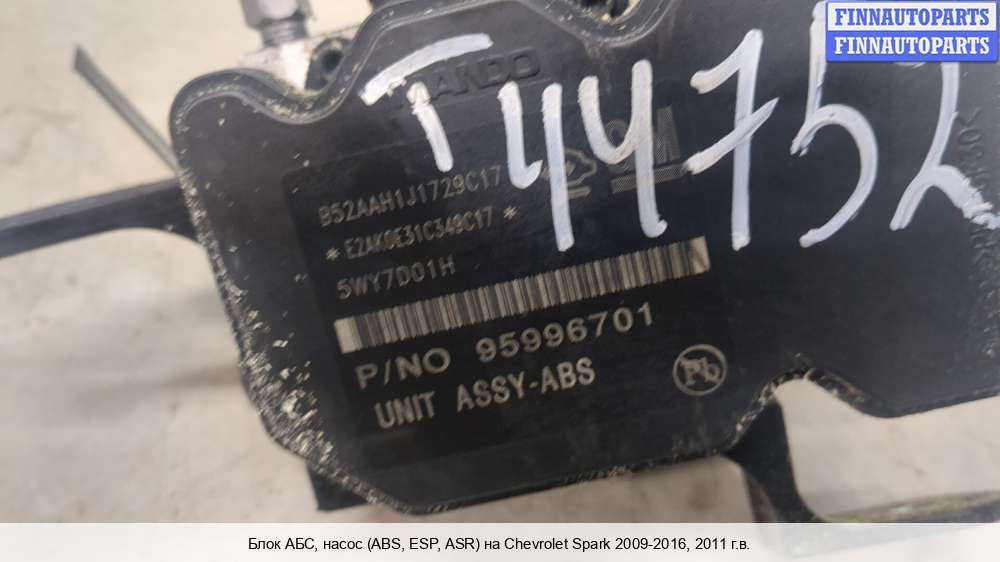 FINNAUTOPARTS
FINNAUTOPARTS
MANDO
T44752
GM
B52AAH1J1729C17
* E2AK0E31C349C17 *
5WY7D01H
P/NO 95996701
UNIT ASSY-ABS
Pb
Блок АБС, насос (ABS, ESP, ASR) на Chevrolet Spark 2009-2016, 2011 г.в.